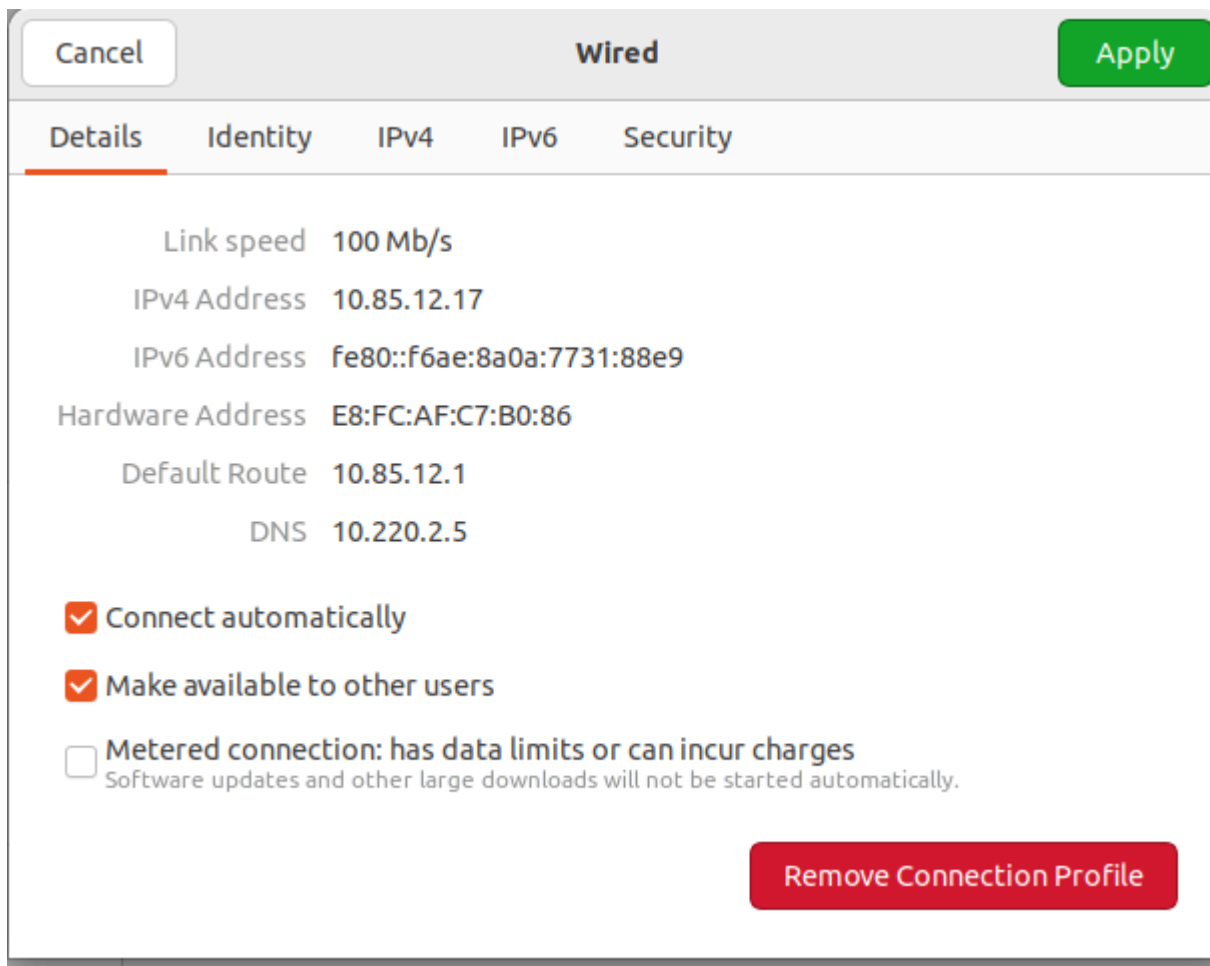 Cancel
Wired
Apply
Details
Identity
IPv4
IPv6
Security
Link speed 100 Mb/s
IPv4 Address 10.85.12.17
IPv6 Address fe80::f6ae:8a0a:7731:88e9
Hardware Address E8:FC:AF:C7:B0:86
Default Route 10.85.12.1
DNS 10.220.2.5
Connect automatically
Make available to other users
Metered connection: has data limits or can incur charges
Software updates and other large downloads will not be started automatically.
Remove Connection Profile